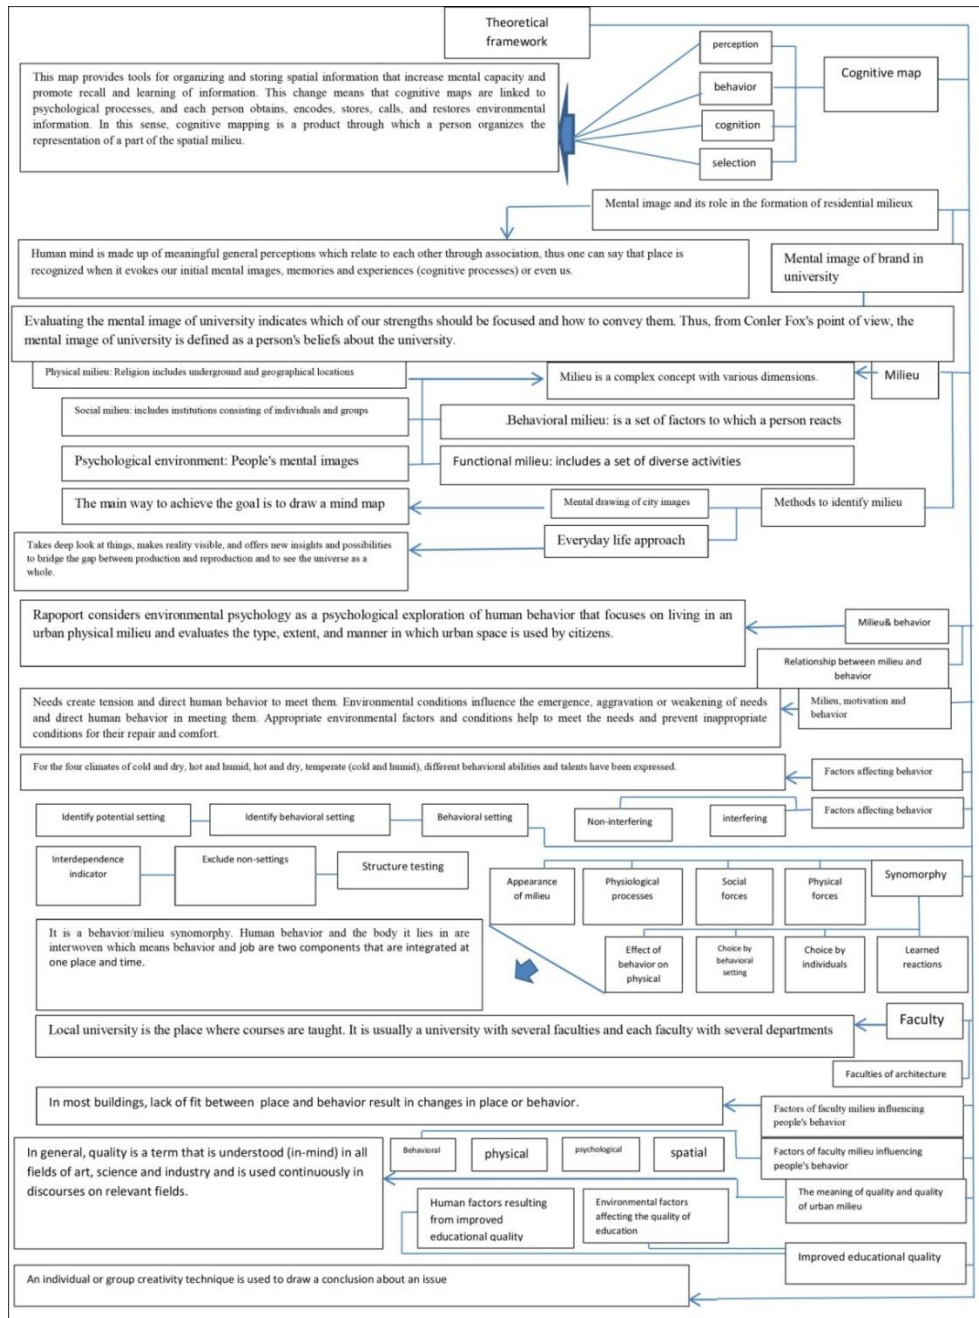 Theoretical
framework
perception
Cognitive map
This map provides tools for organizing and storing spatial information that increase mental capacity and
promote recall and learning of information. This change means that cognitive maps are linked to
psychological processes, and each person obtains, encodes, stores, calls, and restores environmental
information. In this sense, cognitive mapping is a product through which a person organizes the
representation of a part of the spatial milieu.
behavior
cognition
selection
Mental image and its role in the formation of residential milieux
Human mind is made up of meaningful general perceptions which relate to each other through association, thus one can say that place is
recognized when it evokes our initial mental images, memories and experiences (cognitive processes) or even us.
Mental image of brand in
university
Evaluating the mental image of university indicates which of our strengths should be focused and how to convey them. Thus, from Conler Fox's point of view, the
mental image of university is defined as a person's beliefs about the university.
Physical milieu: Religion includes underground and geographical locations
Milieu is a complex concept with various dimensions.
Milieu
Social milieu: includes institutions consisting of individuals and groups
.Behavioral milieu: is a set of factors to which a person reacts
Psychological environment: People's mental images
Functional milieu: includes a set of diverse activities
The main way to achieve the goal is to draw a mind map
Mental drawing of city images
Methods to identify milieu
Everyday life approach
Takes deep look at things, makes reality visible, and offers new insights and possibilities
to bridge the gap between production and reproduction and to see the universe as a
whole.
Rapoport considers environmental psychology as a psychological exploration of human behavior that focuses on living in an
urban physical milieu and evaluates the type, extent, and manner in which urban space is used by citizens.
Milieu& behavior
Relationship between milieu and
behavior
Needs create tension and direct human behavior to meet them. Environmental conditions influence the emergence, aggravation or weakening of needs
and direct human behavior in meeting them. Appropriate environmental factors and conditions help to meet the needs and prevent inappropriate
conditions for their repair and comfort.
Milieu, motivation and
behavior
For the four climates of cold and dry, hot and humid, hot and dry, temperate (cold and humid), different behavioral abilities and talents have been expressed.
Factors affecting behavior
Identify potential setting
Identify behavioral setting
Behavioral setting
Non-interfering
interfering
Factors affecting behavior
Interdependence
indicator
Exclude non-settings
Structure testing
Appearance
of milieu
Physiological
processes
Social
forces
Physical
forces
Synomorphy
It is a behavior/milieu synomorphy. Human behavior and the body it lies in are
interwoven which means behavior and job are two components that are integrated at
one place and time.
Effect of
behavior on
physical
Choice by
behavioral
setting
Choice by
individuals
Learned
reactions
Local university is the place where courses are taught. It is usually a university with several faculties and each faculty with several departments
Faculty
Faculties of architecture
In most buildings, lack of fit between place and behavior result in changes in place or behavior.
Factors of faculty milieu influencing
people's behavior
In general, quality is a term that is understood (in-mind) in all
fields of art, science and industry and is used continuously in
discourses on relevant fields.
Behavioral
physical
psychological
spatial
Factors of faculty milieu influencing
people's behavior
The meaning of quality and quality
of urban milieu
Human factors resulting
from improved
educational quality
Environmental factors
affecting the quality of
education
Improved educational quality
An individual or group creativity technique is used to draw a conclusion about an issue